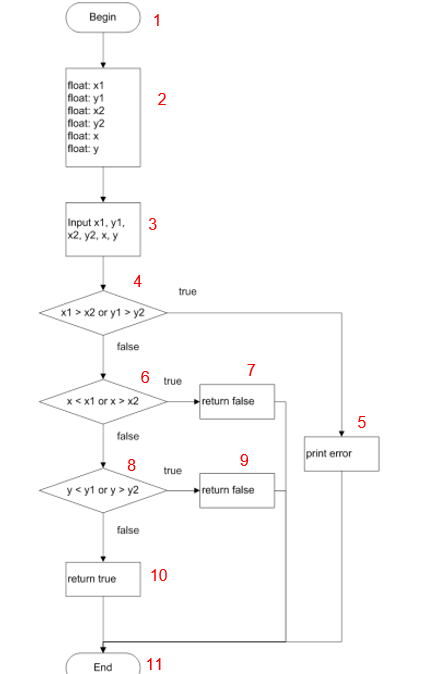 Begin
1
float: x1
float: y1
float: x2
float: y2
float: x
float: y
2
Input x1, y1,
x2, y2, x, y
3
4
true
x1 > x2 or y1 > y2
false
6
true
7
x < x1 or x > x2
return false
5
false
print error
8
true
9
y < y1 or y > y2
return false
false
return true
10
End
11